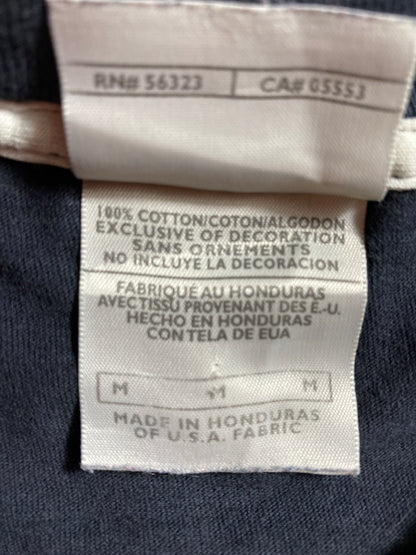 RN# 56323 CA# 05553
100% COTTON/COTON/ALGODON
EXCLUSIVE OF DECORATION
SANS ORNEMENTS
NO INCLUYE LA DECORACION
FABRIQUÉ AU HONDURAS
AVEC TISSU PROVENANT DES É.-U.
HECHO EN HONDURAS
CON TELA DE EUA
M M M
MADE IN HONDURAS
OF U.S.A. FABRIC